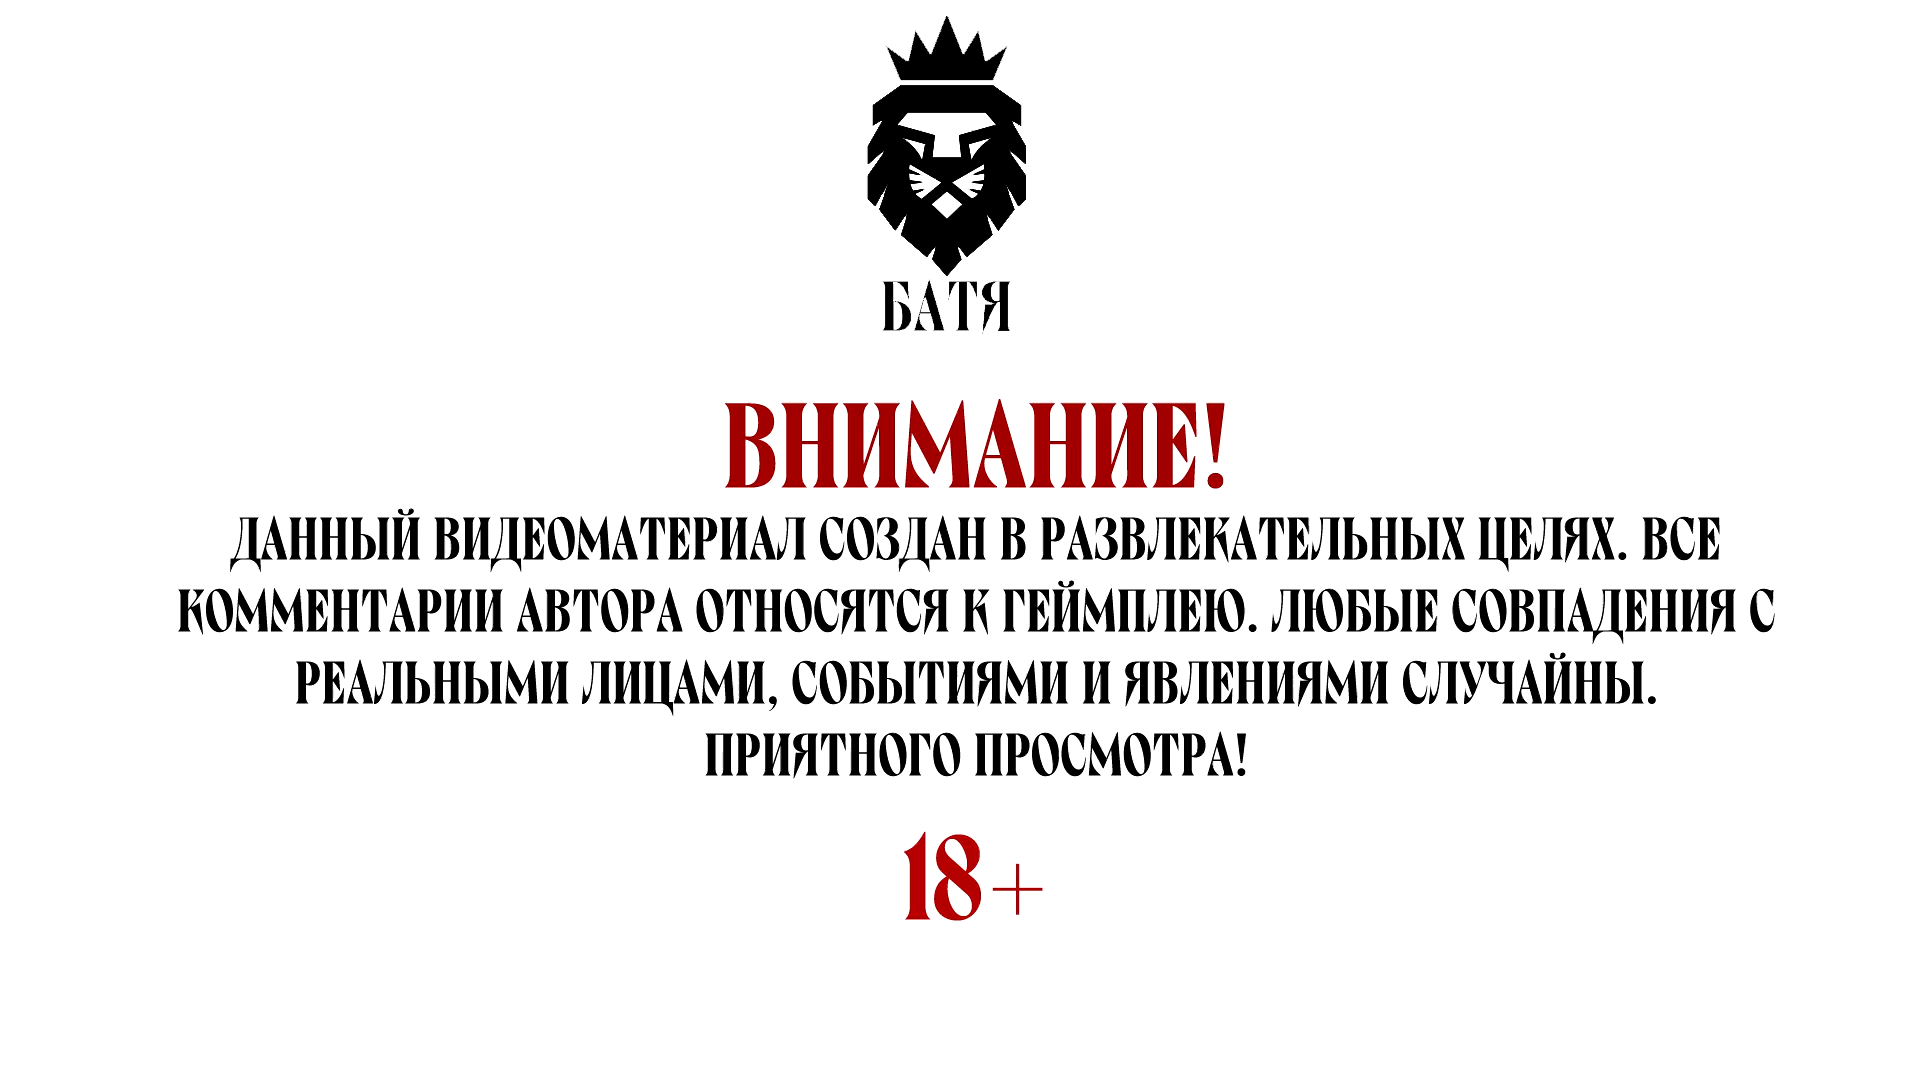 БАТЯ
ВНИМАНИЕ!
ДАННЫЙ ВИДЕОМАТЕРИАЛ СОЗДАН В РАЗВЛЕКАТЕЛЬНЫХ ЦЕЛЯХ. ВСЕ
КОММЕНТАРИИ АВТОРА ОТНОСЯТСЯ К ГЕЙМПЛЕЮ. ЛЮБЫЕ СОВПАДЕНИЯ С
РЕАЛЬНЫМИ ЛИЦАМИ, СОБЫТИЯМИ И ЯВЛЕНИЯМИ СЛУЧАЙНЫ.
ПРИЯТНОГО ПРОСМОТРА!
18+